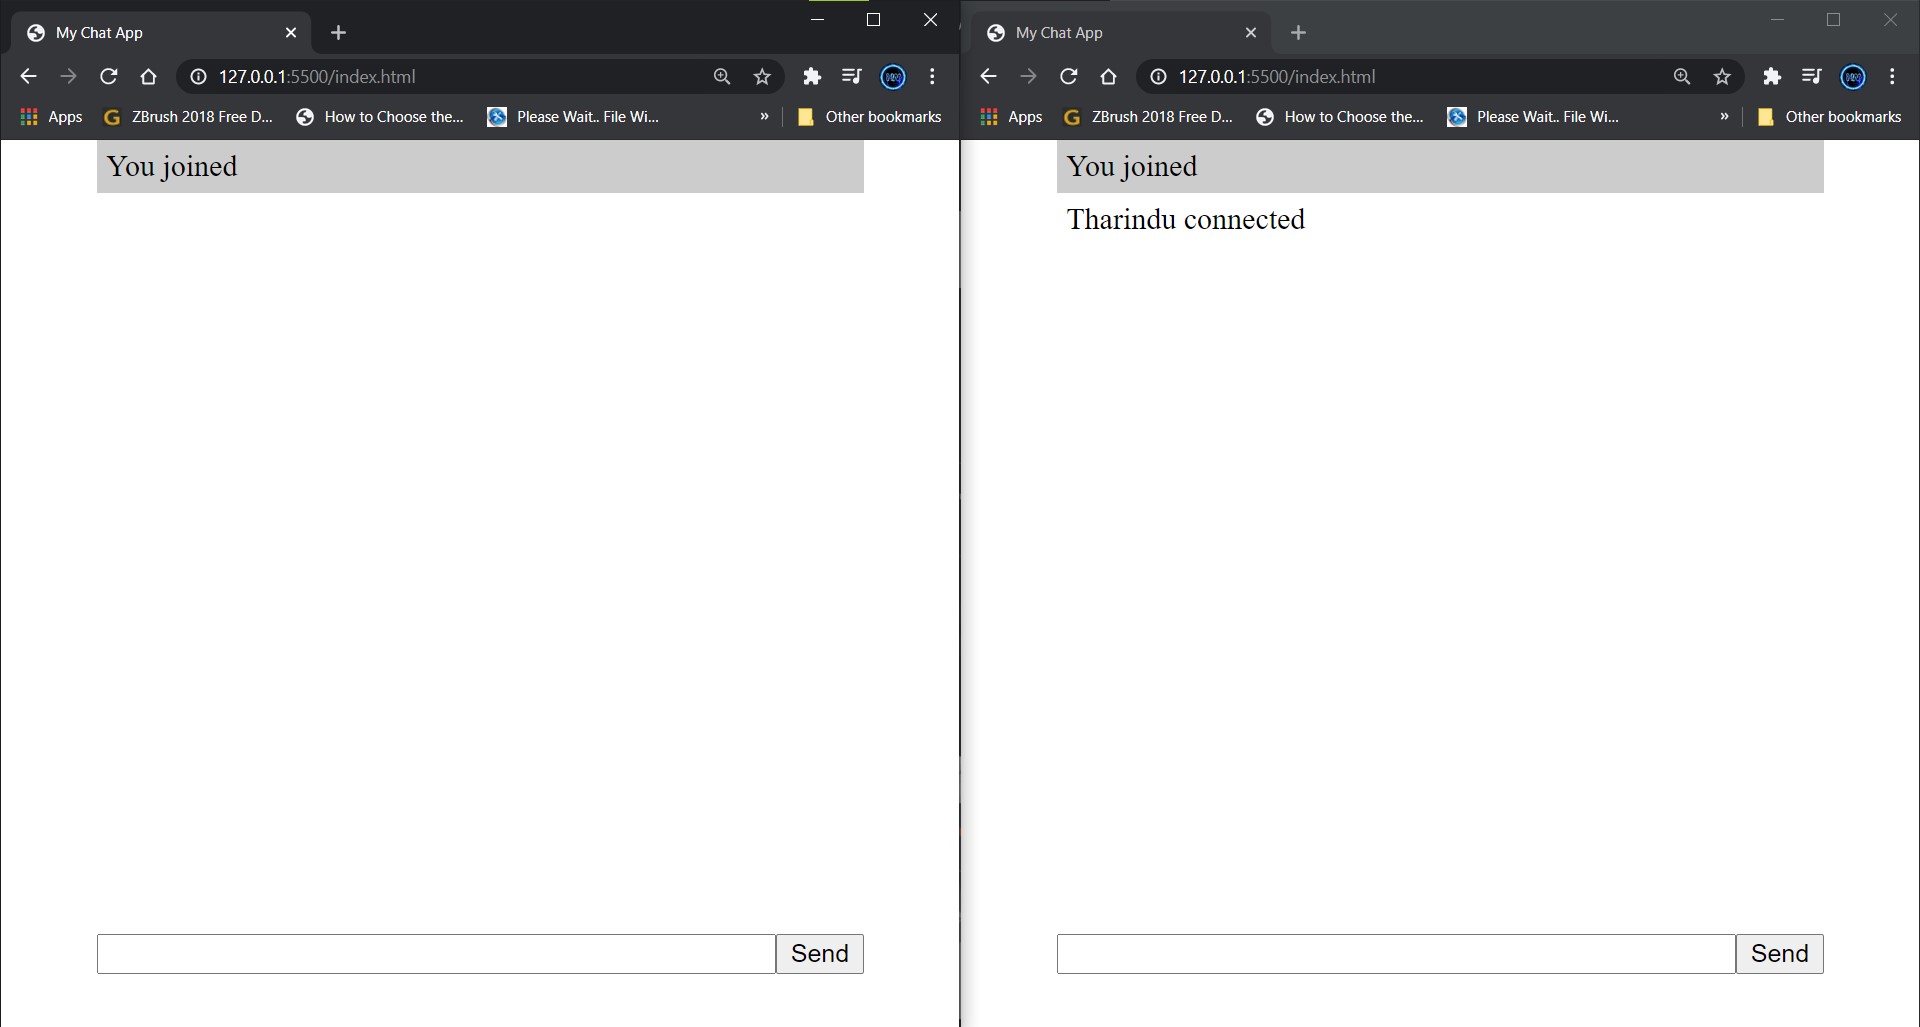 My Chat App
127.0.0.1:5500/index.html
Apps ZBrush 2018 Free D... How to Choose the... Please Wait.. File Wi... » Other bookmarks
You joined
Send
My Chat App
127.0.0.1:5500/index.html
Apps ZBrush 2018 Free D... How to Choose the... Please Wait.. File Wi... » Other bookmarks
You joined
Tharindu connected
Send